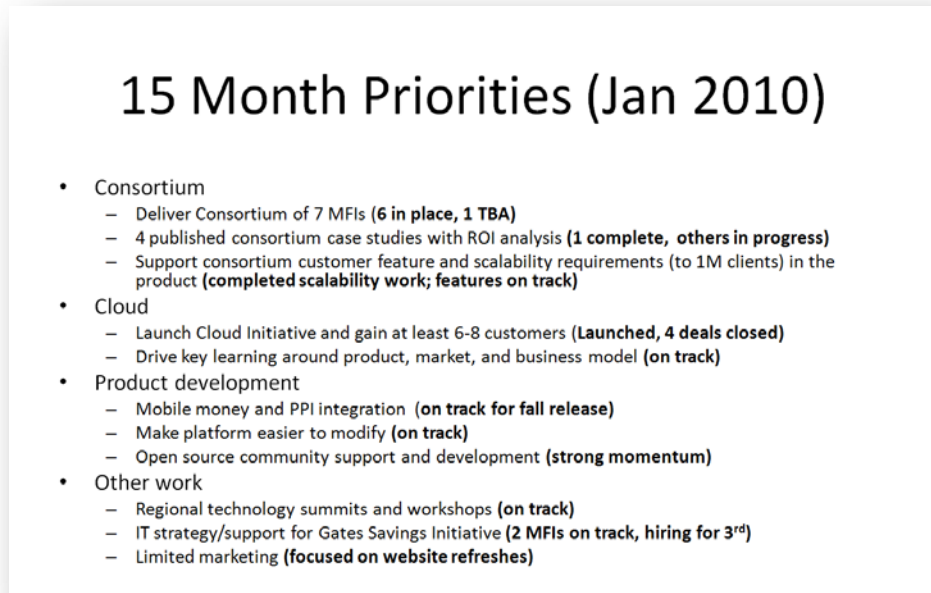 15 Month Priorities (Jan 2010)
• Consortium
– Deliver Consortium of 7 MFIs (6 in place, 1 TBA)
– 4 published consortium case studies with ROI analysis (1 complete, others in progress)
– Support consortium customer feature and scalability requirements (to 1M clients) in the
product (completed scalability work; features on track)
• Cloud
– Launch Cloud Initiative and gain at least 6-8 customers (Launched, 4 deals closed)
– Drive key learning around product, market, and business model (on track)
• Product development
– Mobile money and PPI integration (on track for fall release)
– Make platform easier to modify (on track)
– Open source community support and development (strong momentum)
• Other work
– Regional technology summits and workshops (on track)
– IT strategy/support for Gates Savings Initiative (2 MFIs on track, hiring for 3rd)
– Limited marketing (focused on website refreshes)